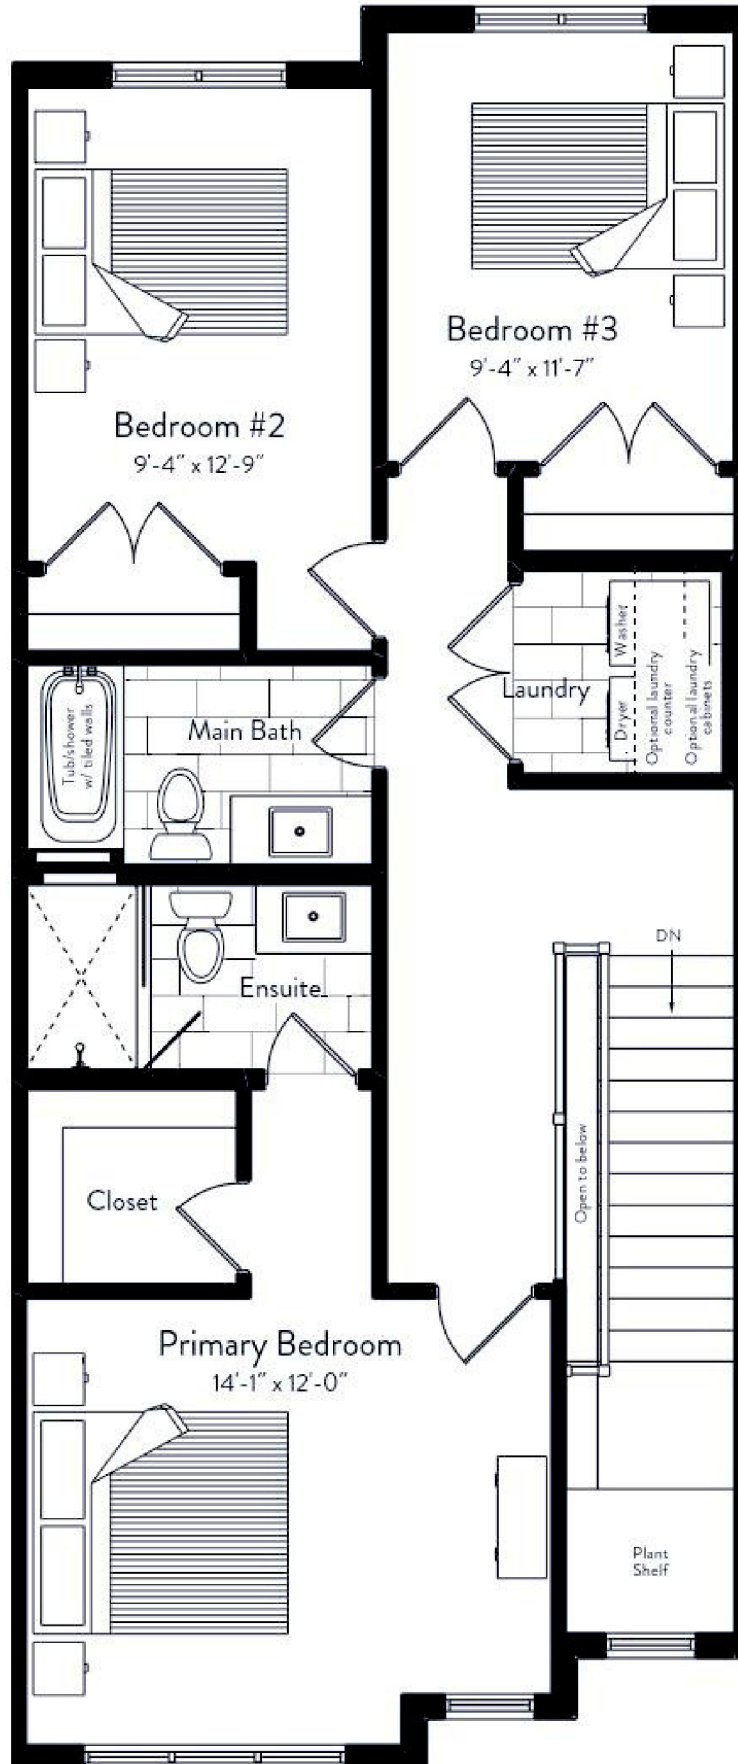 Bedroom #3
9'-4" x 11'-7"
Bedroom #2
9'-4" x 12'-9"
Washer
Dryer
Optional laundry
counter
Optional laundry
cabinets
Laundry
Tub/shower
w/ tiled walls
Main Bath
DN
Ensuite
Open to below
Closet
Primary Bedroom
14'-1" x 12'-0"
Plant
Shelf